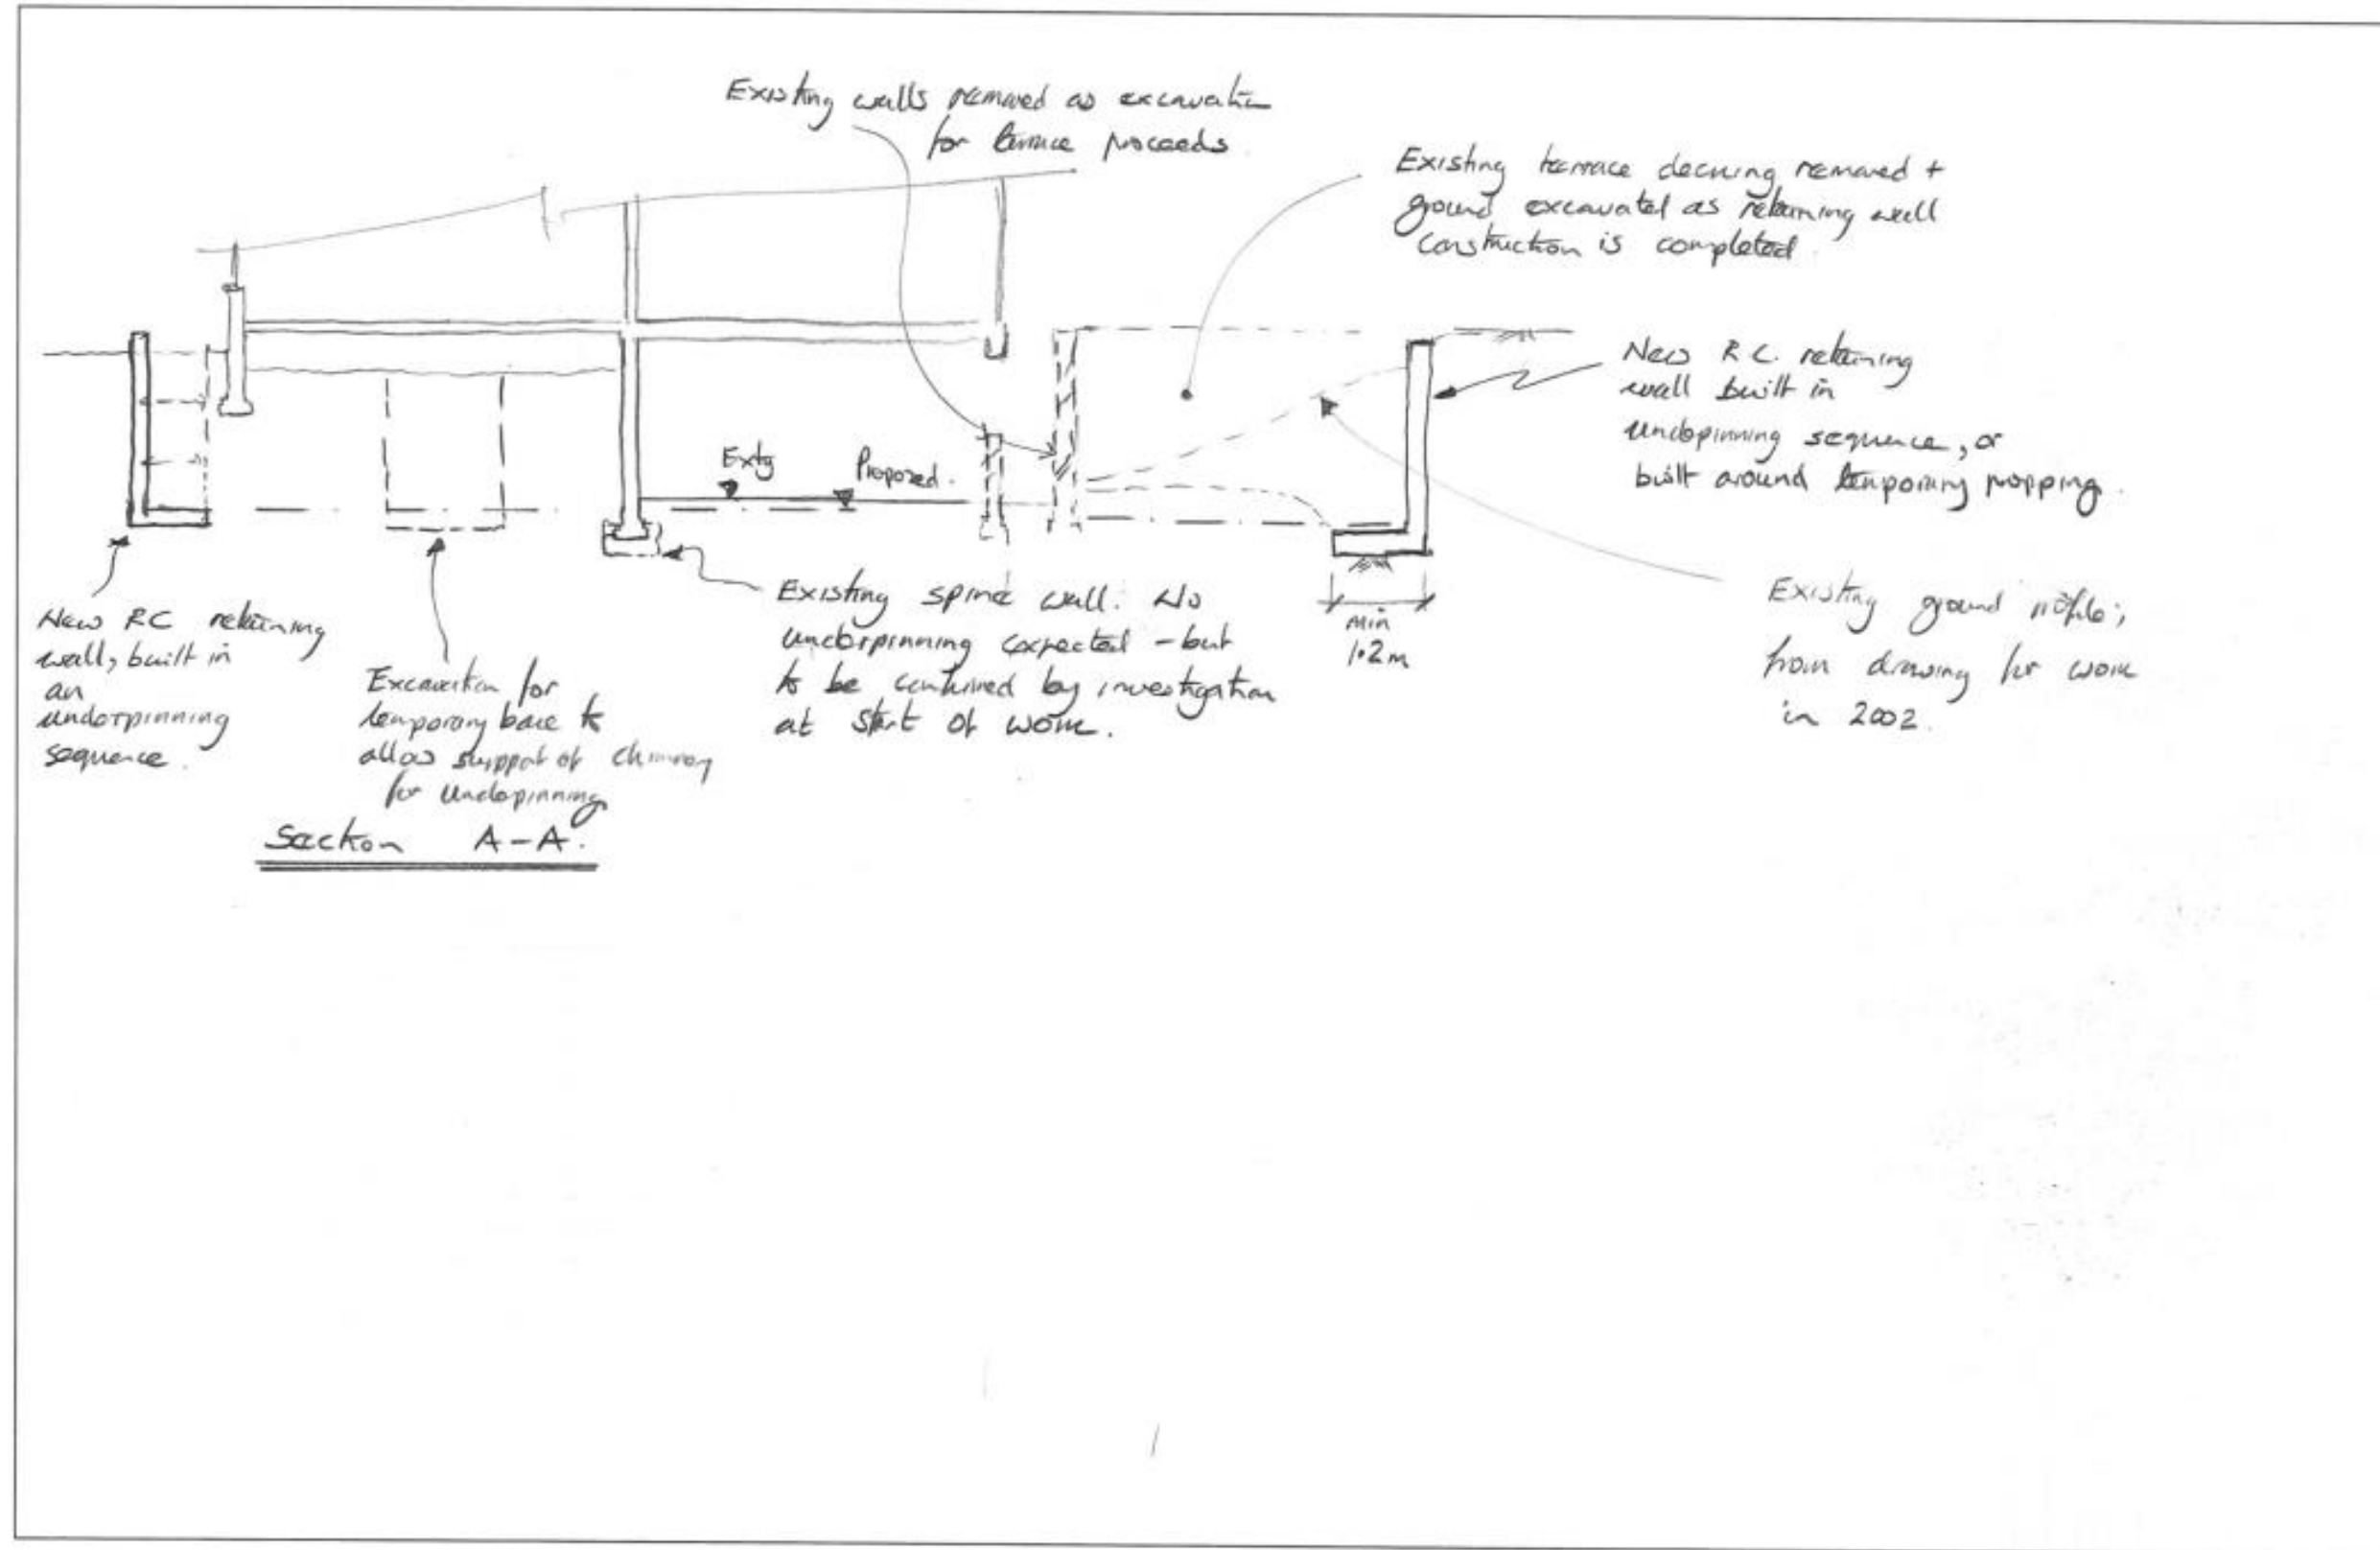 Existing walls removed as excavation
for terrace proceeds.
Existing terrace decking removed +
ground excavated as retaining wall
construction is completed.
New R.C. retaining
wall built in
underpinning sequence, or
built around temporary propping.
Extg
Proposed.
Existing ground profile;
from drawing for work
in 2002.
min
1.2m
Existing spine wall. No
underpinning expected - but
to be confirmed by investigation
at start of work.
New RC retaining
wall, built in
an
underpinning
sequence.
Excavation for
temporary base to
allow support of chimney
for underpinning
Section A-A.